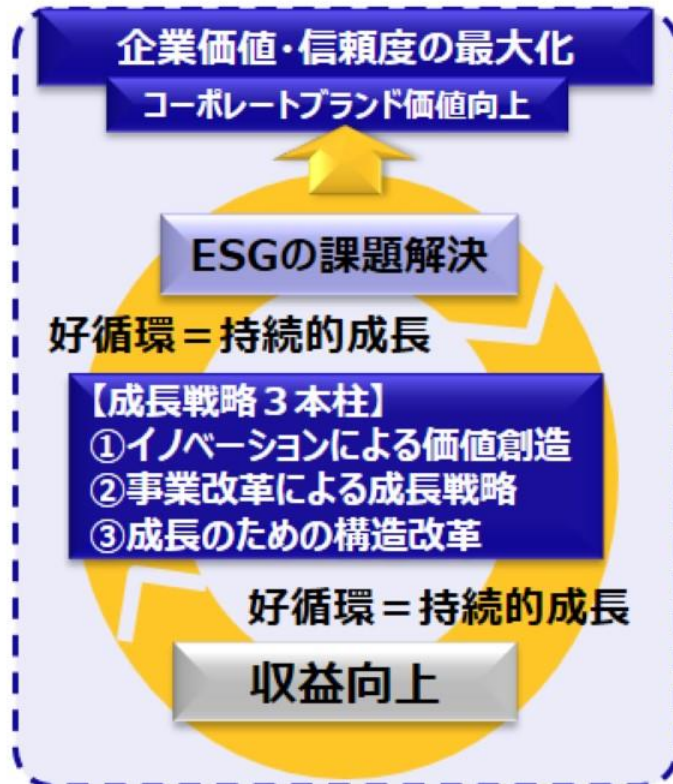 企業価値・信頼度の最大化
コーポレートブランド価値向上
ESGの課題解決
好循環＝持続的成長
【成長戦略３本柱】
①イノベーションによる価値創造
②事業改革による成長戦略
③成長のための構造改革
好循環＝持続的成長
収益向上